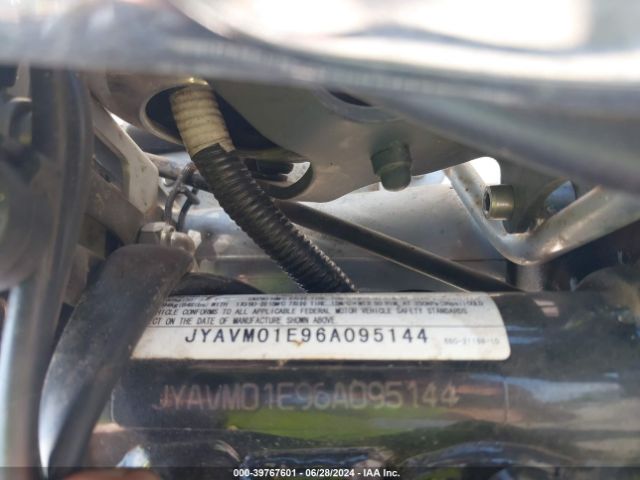 VEHICLE CONFORMS TO ALL APPLICABLE FEDERAL MOTOR VEHICLE SAFETY STANDARDS
ECT ON THE DATE OF MANUFACTURE SHOWN ABOVE.
JYAVM01E96A095144
JYAVM01E96A095144
000-39767601 / 06/28/2024 - IAA Inc.